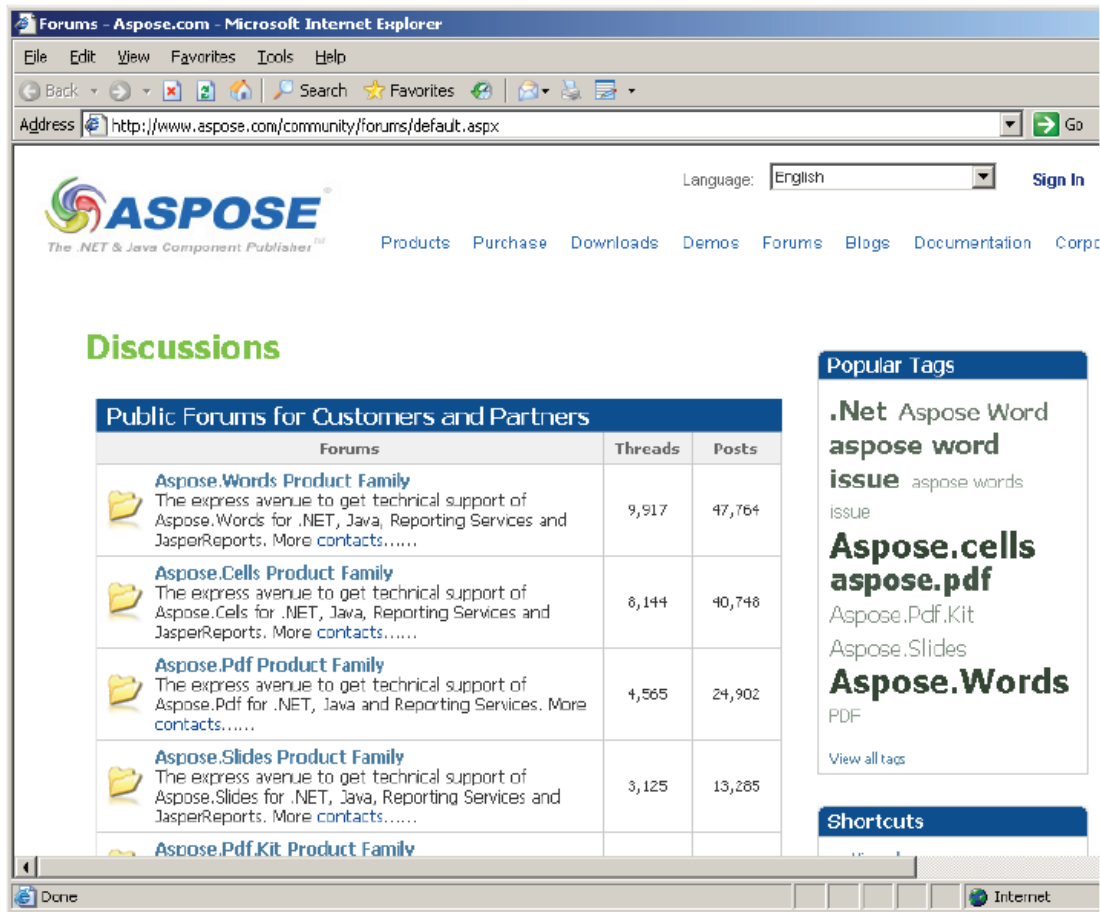 Forums - Aspose.com - Microsoft Internet Explorer
File Edit View Favorites Tools Help
Back Search Favorites
Address http://www.aspose.com/community/forums/default.aspx Go
Language: English Sign In
ASPOSE
The .NET & Java Component Publisher™
Products Purchase Downloads Demos Forums Blogs Documentation Corpo
Discussions
Public Forums for Customers and Partners
Forums Threads Posts
Aspose.Words Product Family
The express avenue to get technical support of
Aspose.Words for .NET, Java, Reporting Services and
JasperReports. More contacts......
9,917 47,764
Aspose.Cells Product Family
The express avenue to get technical support of
Aspose.Cels for .NET, Java, Reporting Services and
JasperReports. More contacts......
8,144 40,748
Aspose.Pdf Product Family
The express avenue to get technical support of
Aspose.Pdf for .NET, Java and Reporting Services. More
contacts......
4,565 24,902
Aspose.Slides Product Family
The express avenue to get technical support of
Aspose.Slides for .NET, Java, Reporting Services and
JasperReports. More contacts......
3,125 13,285
Aspose.Pdf.Kit Product Family
Popular Tags
.Net Aspose Word
aspose word
issue aspose words
issue
Aspose.cells
aspose.pdf
Aspose.Pdf.Kit
Aspose.Slides
Aspose.Words
PDF
View all tags
Shortcuts
Done Internet